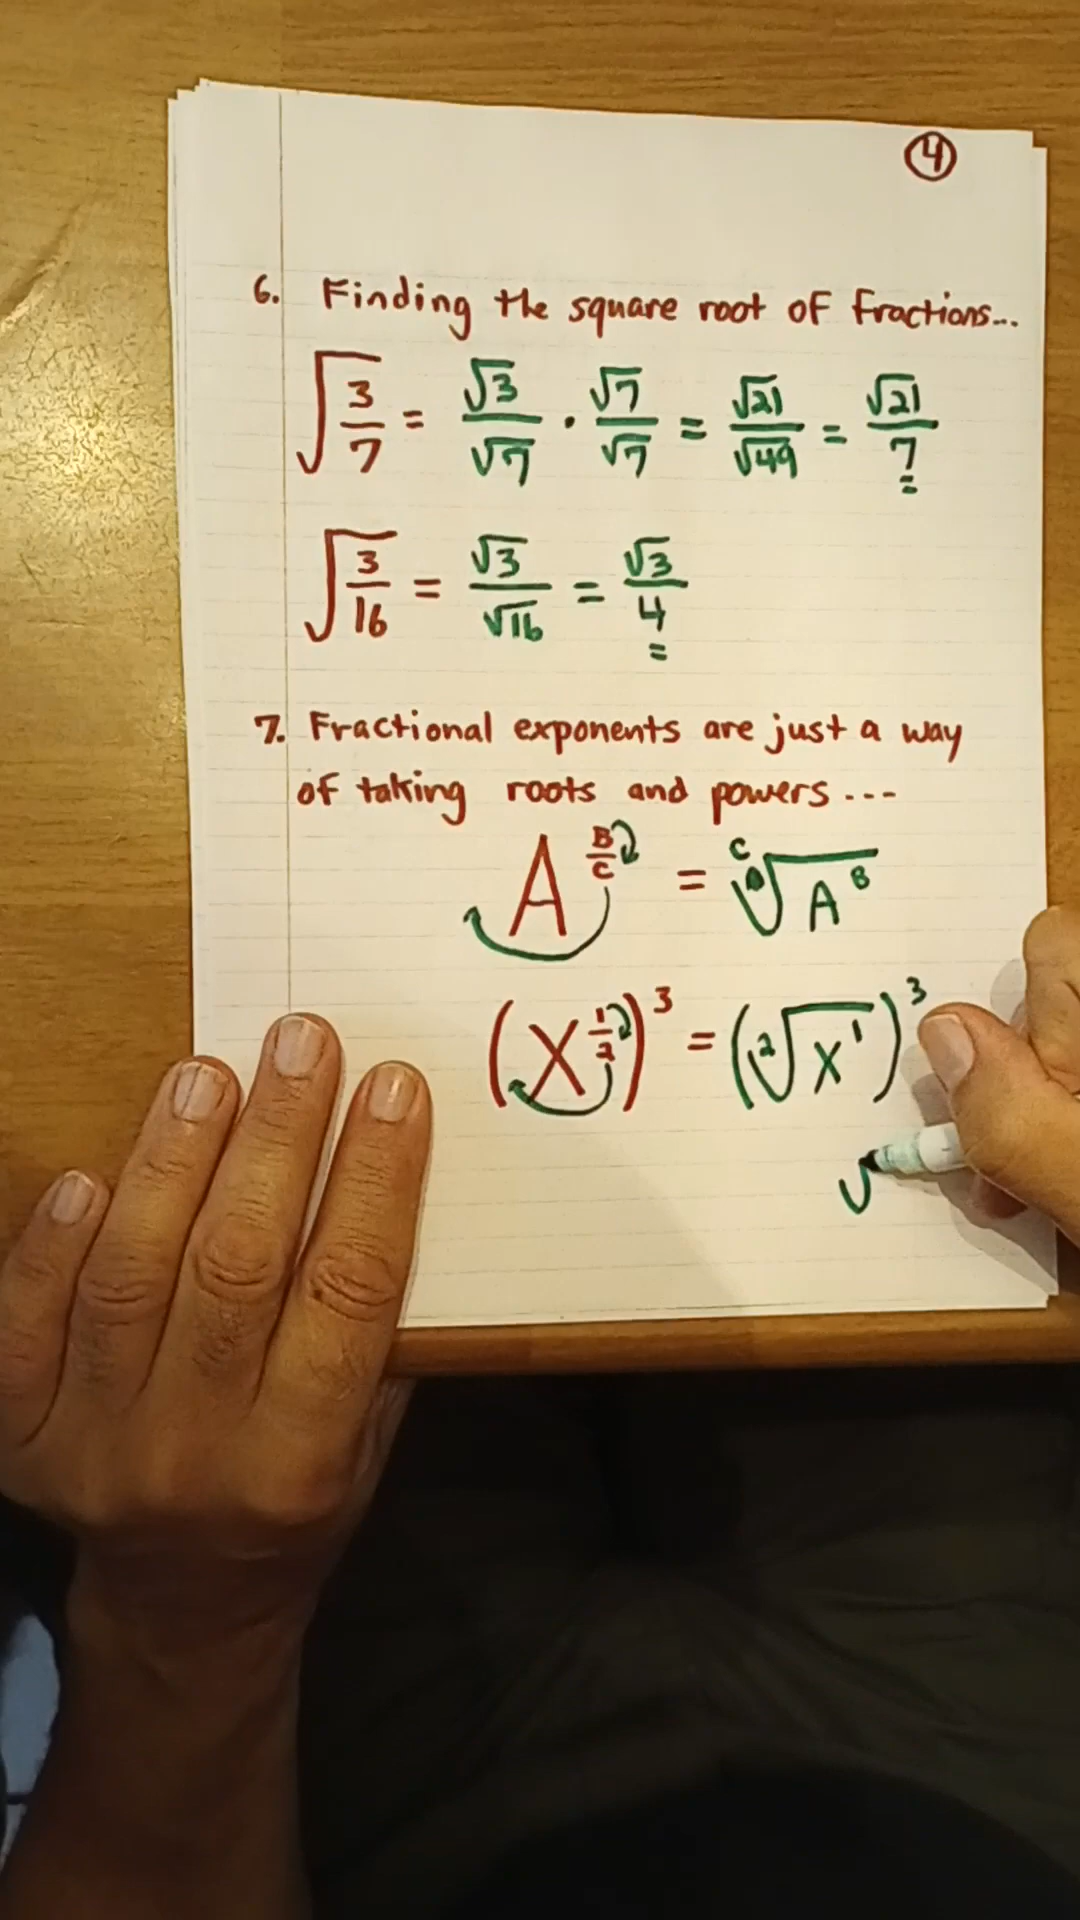 ④
6. Finding the square root of fractions...
√(3/7) = √3/√7 · √7/√7 = √21/√49 = √21/7
√(3/16) = √3/√16 = √3/4
7. Fractional exponents are just a way
of taking roots and powers ---
A^(B/C) = ᶜ√(A^B)
(X^(1/2))^3 = (²√(X^1))^3
√